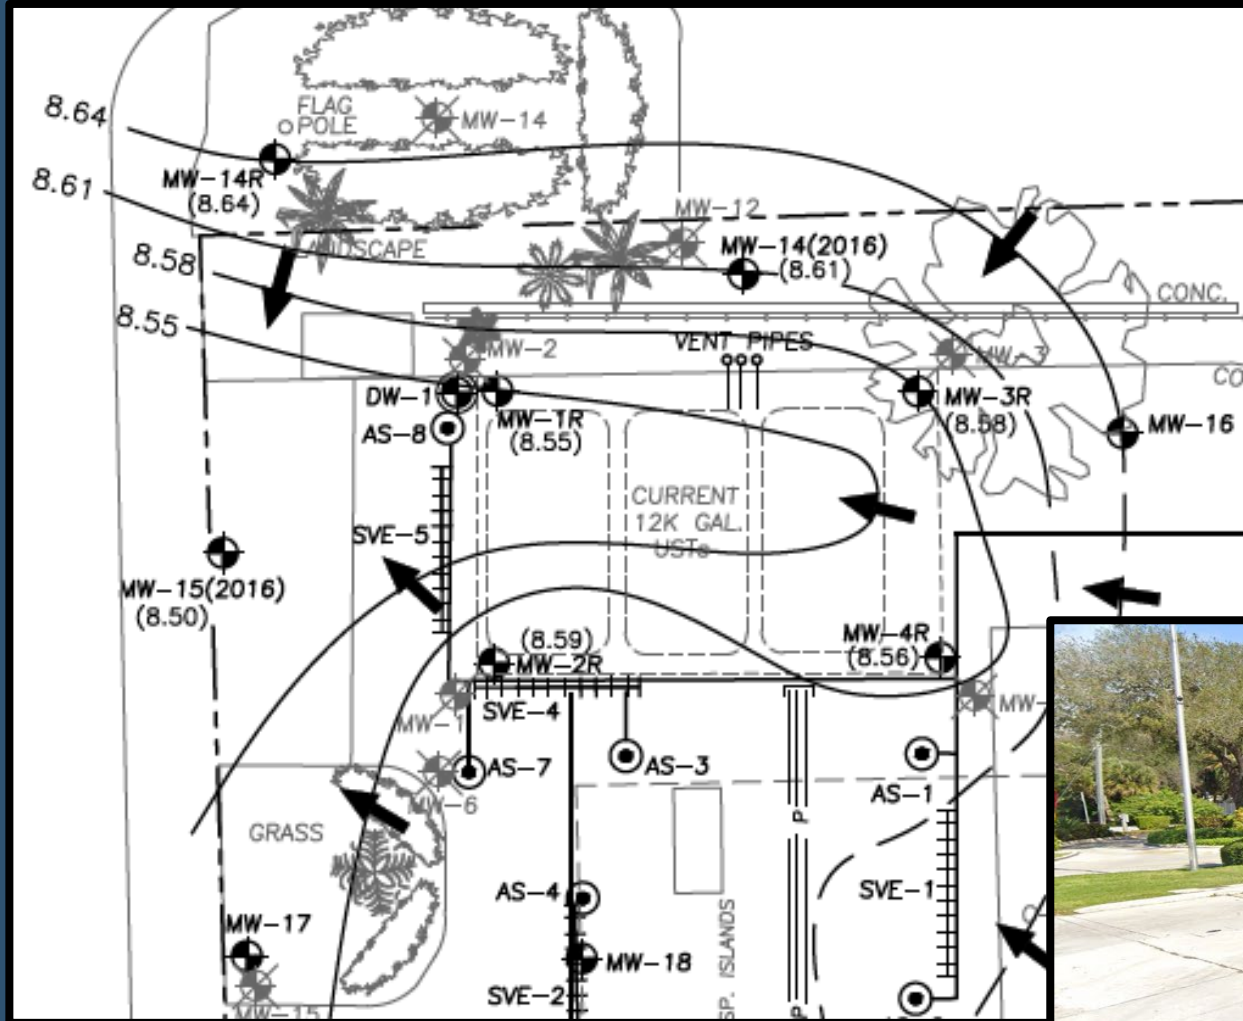 8.64
FLAG
POLE
MW-14
MW-14R
(8.64)
8.61
MW-12
LANDSCAPE
MW-14(2016)
(8.61)
8.58
CONC.
8.55
MW-2
VENT PIPES
MW-3
CO
DW-1
MW-1R
(8.55)
MW-3R
(8.58)
MW-16
AS-8
CURRENT
12K GAL.
USTs
SVE-5
MW-15(2016)
(8.50)
(8.59)
MW-2R
MW-4R
(8.56)
MW-1
SVE-4
MW-
AS-7
AS-3
MW-6
AS-1
P
GRASS
SVE-1
AS-4
MW-17
MW-18
SP. ISLANDS
SVE-2
MW-15
P